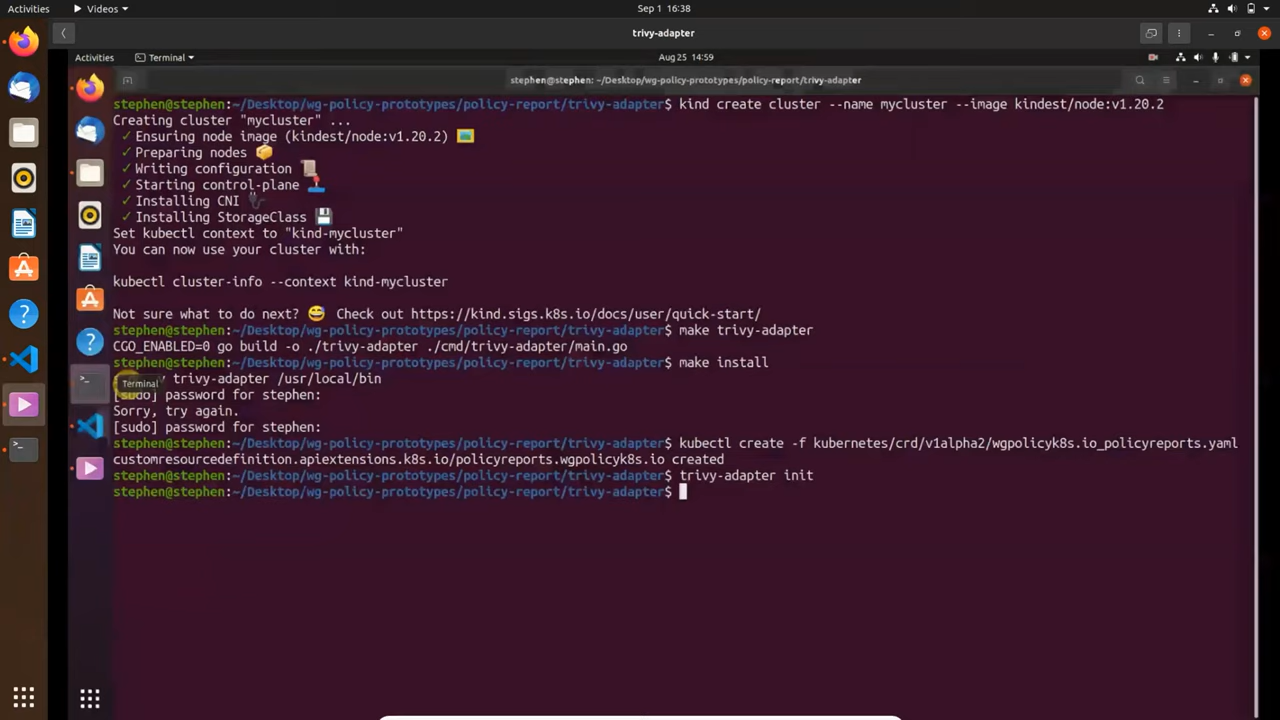 Activities
Videos
Sep 1 16:38
trivy-adapter
Activities
Terminal
Aug 25 14:59
stephen@stephen: ~/Desktop/wg-policy-prototypes/policy-report/trivy-adapter
stephen@stephen:~/Desktop/wg-policy-prototypes/policy-report/trivy-adapter$ kind create cluster --name mycluster --image kindest/node:v1.20.2
Creating cluster "mycluster" ...
✓ Ensuring node image (kindest/node:v1.20.2) 🖼
✓ Preparing nodes 📦
✓ Writing configuration 📜
✓ Starting control-plane 🕹️
✓ Installing CNI 🔌
✓ Installing StorageClass 💾
Set kubectl context to "kind-mycluster"
You can now use your cluster with:
kubectl cluster-info --context kind-mycluster
Not sure what to do next? 😅 Check out https://kind.sigs.k8s.io/docs/user/quick-start/
stephen@stephen:~/Desktop/wg-policy-prototypes/policy-report/trivy-adapter$ make trivy-adapter
CGO_ENABLED=0 go build -o ./trivy-adapter ./cmd/trivy-adapter/main.go
stephen@stephen:~/Desktop/wg-policy-prototypes/policy-report/trivy-adapter$ make install
trivy-adapter /usr/local/bin
Terminal
[sudo] password for stephen:
Sorry, try again.
[sudo] password for stephen:
stephen@stephen:~/Desktop/wg-policy-prototypes/policy-report/trivy-adapter$ kubectl create -f kubernetes/crd/v1alpha2/wgpolicyk8s.io_policyreports.yaml
customresourcedefinition.apiextensions.k8s.io/policyreports.wgpolicyk8s.io created
stephen@stephen:~/Desktop/wg-policy-prototypes/policy-report/trivy-adapter$ trivy-adapter init
stephen@stephen:~/Desktop/wg-policy-prototypes/policy-report/trivy-adapter$